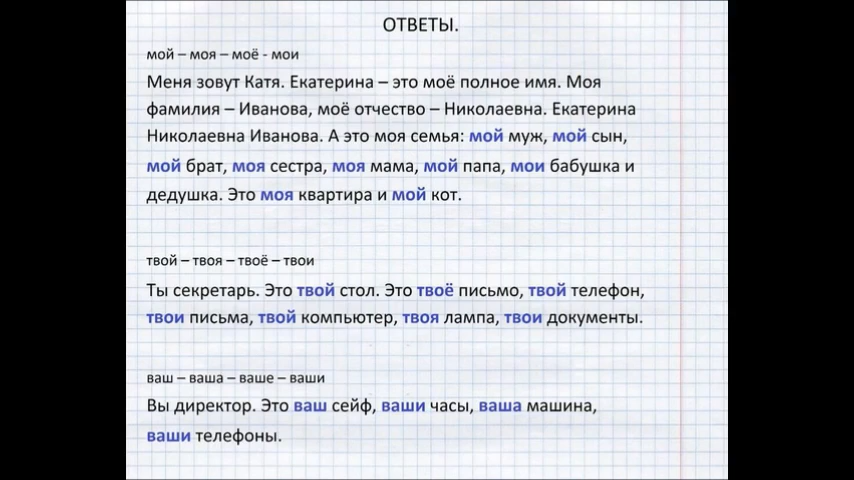 ОТВЕТЫ.
мой – моя – моё - мои
Меня зовут Катя. Екатерина – это моё полное имя. Моя
фамилия – Иванова, моё отчество – Николаевна. Екатерина
Николаевна Иванова. А это моя семья: мой муж, мой сын,
мой брат, моя сестра, моя мама, мой папа, мои бабушка и
дедушка. Это моя квартира и мой кот.
твой – твоя – твоё – твои
Ты секретарь. Это твой стол. Это твоё письмо, твой телефон,
твои письма, твой компьютер, твоя лампа, твои документы.
ваш – ваша – ваше – ваши
Вы директор. Это ваш сейф, ваши часы, ваша машина,
ваши телефоны.